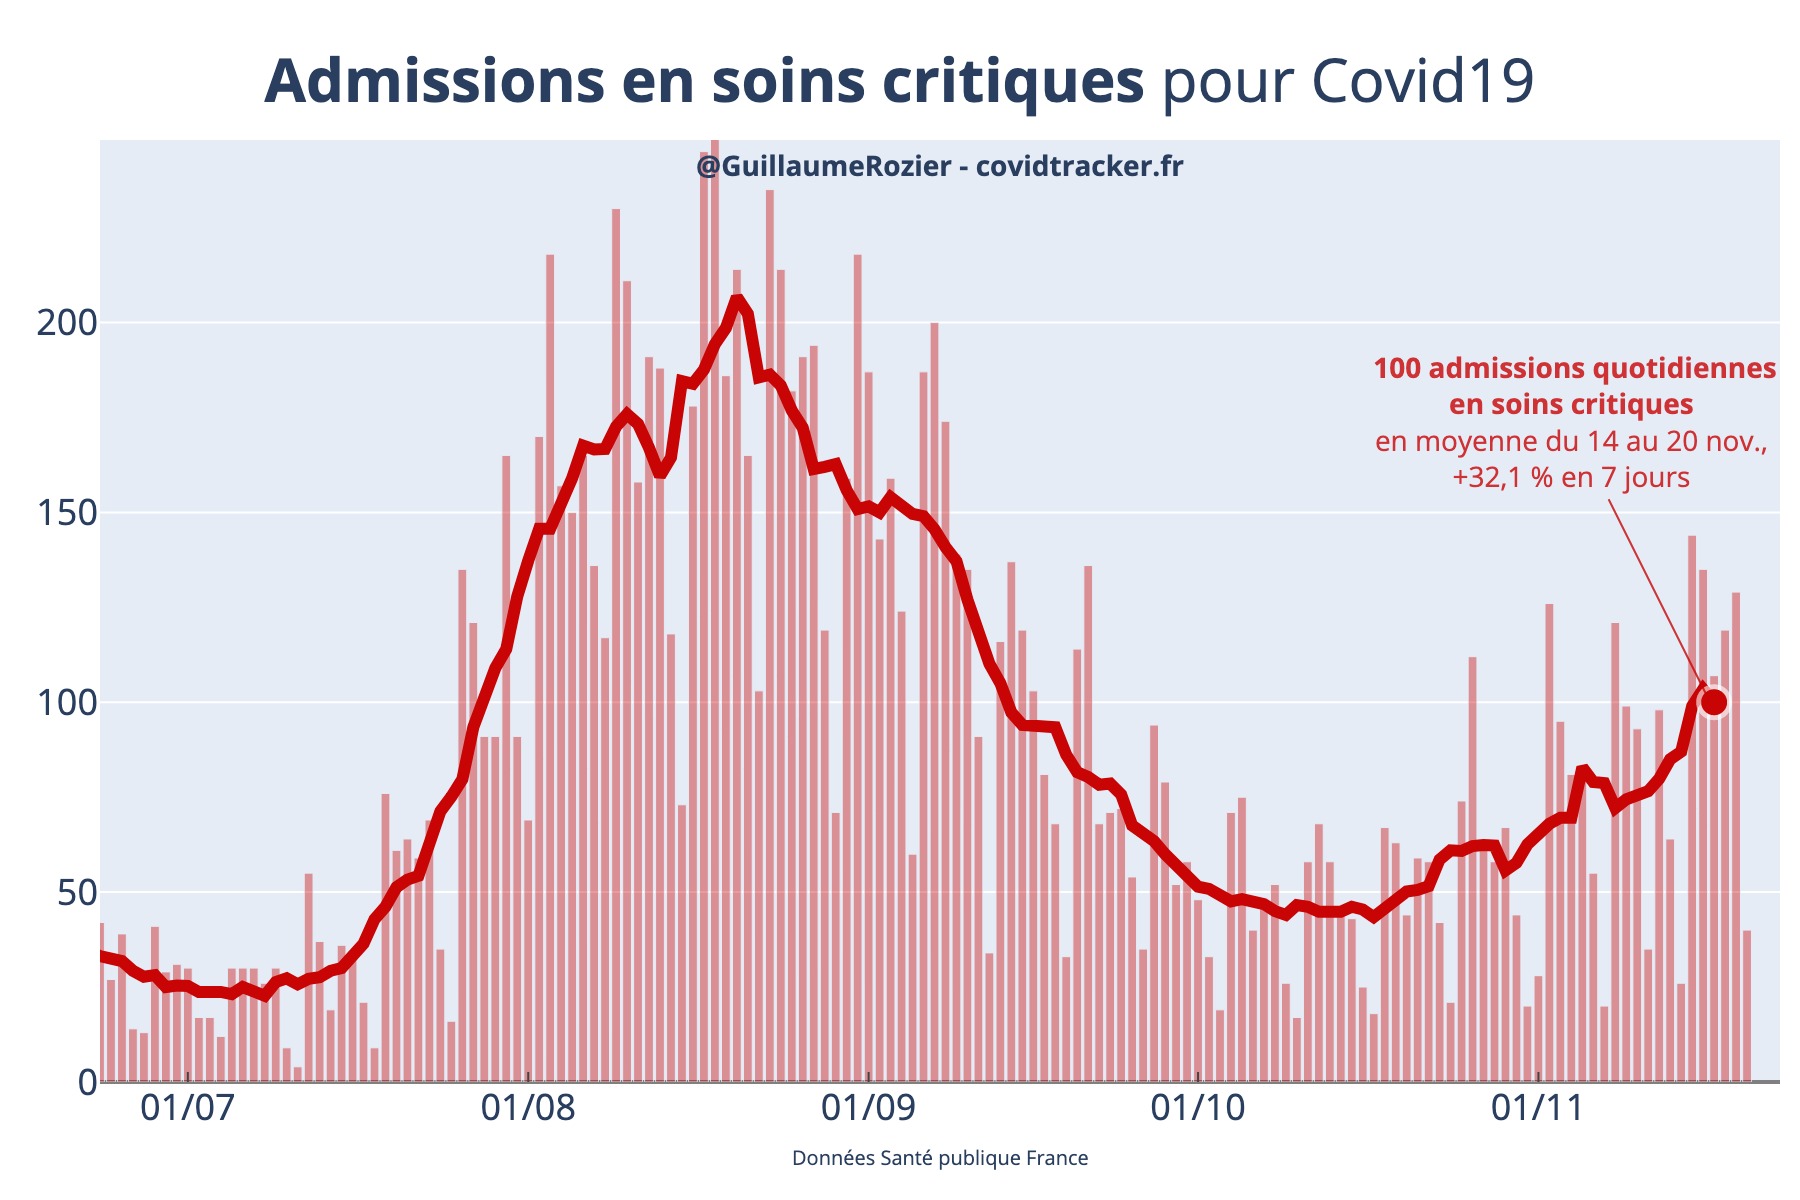 Admissions en soins critiques pour Covid19
@GuillaumeRozier - covidtracker.fr
200
150
100
50
0
100 admissions quotidiennes
en soins critiques
en moyenne du 14 au 20 nov.,
+32,1 % en 7 jours
01/07 01/08 01/09 01/10 01/11
Données Santé publique France